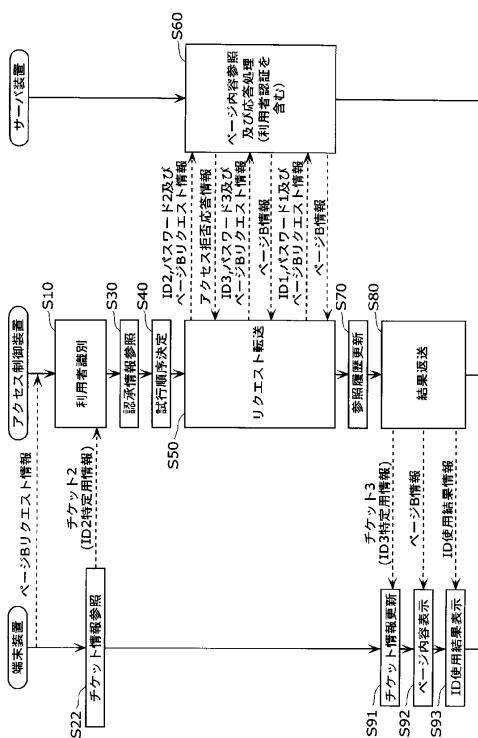 端末装置
アクセス制御装置
サーバ装置
ページBリクエスト情報
S10
利用者識別
S22
チケット情報参照
チケット2
(ID2特定用情報)
S30
認承情報参照
S40
試行順序決定
S50
リクエスト転送
S60
ページ内容参照
及び応答処理
(利用者認証を
含む)
ID2,パスワード2及び
ページBリクエスト情報
アクセス拒否応答情報
ID3,パスワード3及び
ページBリクエスト情報
ページB情報
ID1,パスワード1及び
ページBリクエスト情報
ページB情報
S70
参照履歴更新
S80
結果返送
チケット3
(ID3特定用情報)
ページB情報
ID使用結果情報
S91
チケット情報更新
S92
ページ内容表示
S93
ID使用結果表示